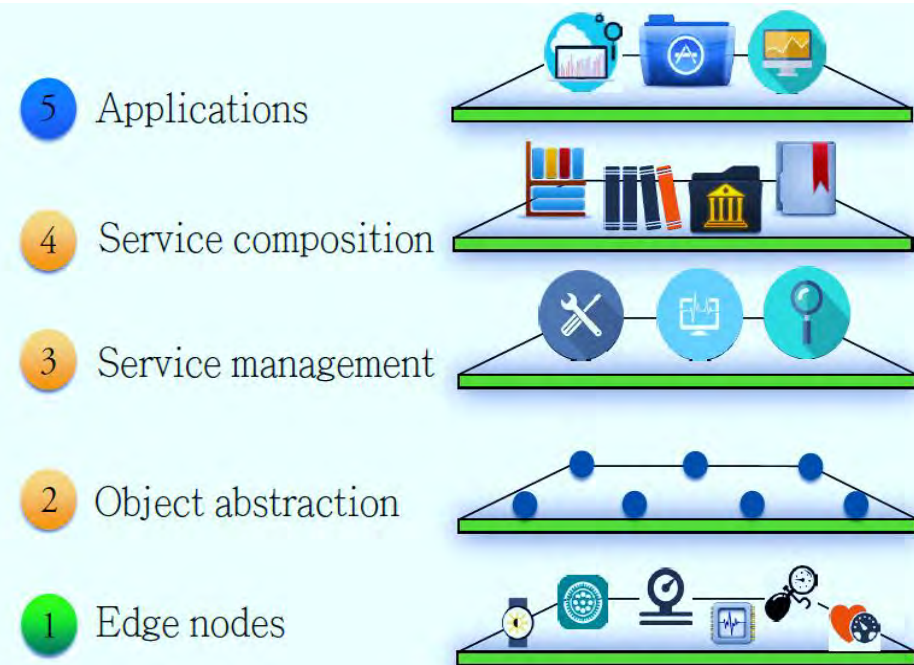 5 Applications
4 Service composition
3 Service management
2 Object abstraction
1 Edge nodes